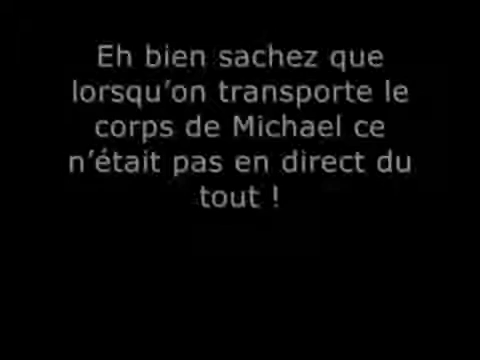 Eh bien sachez que
lorsqu'on transporte le
corps de Michael ce
n'était pas en direct du
tout !